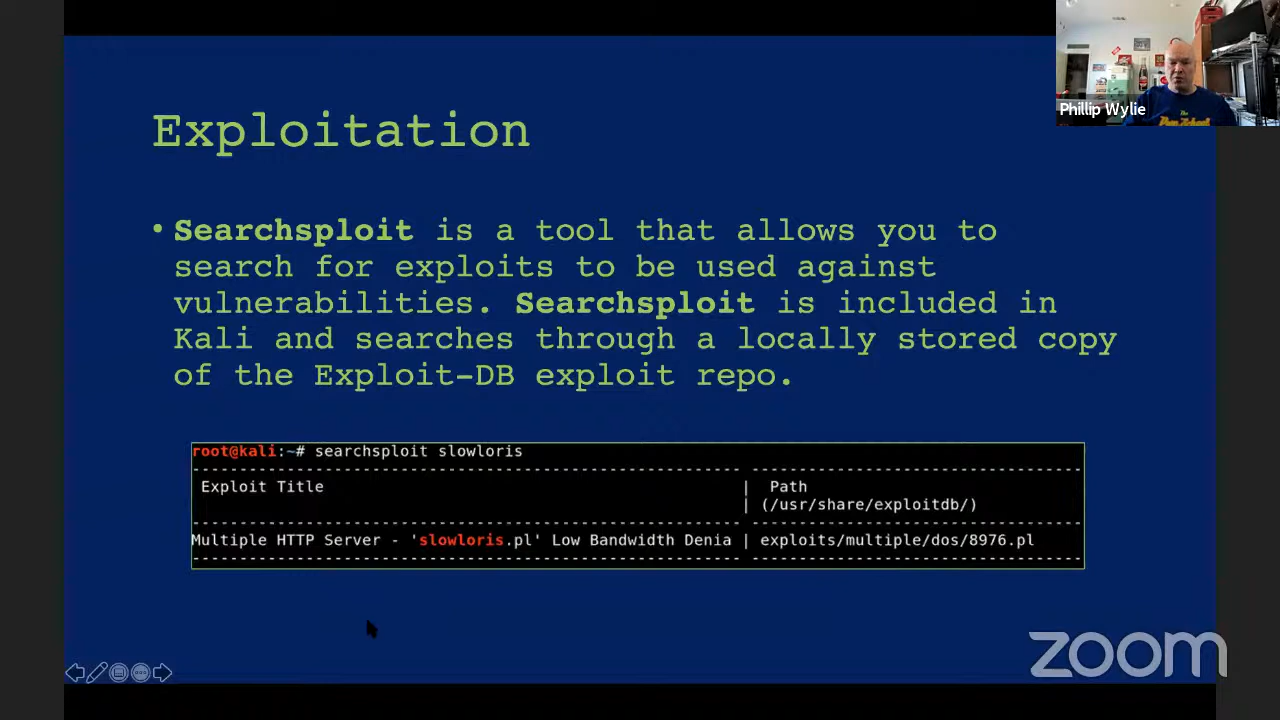 Phillip Wylie
Exploitation
• Searchsploit is a tool that allows you to
search for exploits to be used against
vulnerabilities. Searchsploit is included in
Kali and searches through a locally stored copy
of the Exploit-DB exploit repo.
root@kali:~# searchsploit slowloris
Exploit Title | Path
| (/usr/share/exploitdb/)
Multiple HTTP Server - 'slowloris.pl' Low Bandwidth Denia | exploits/multiple/dos/8976.pl
zoom